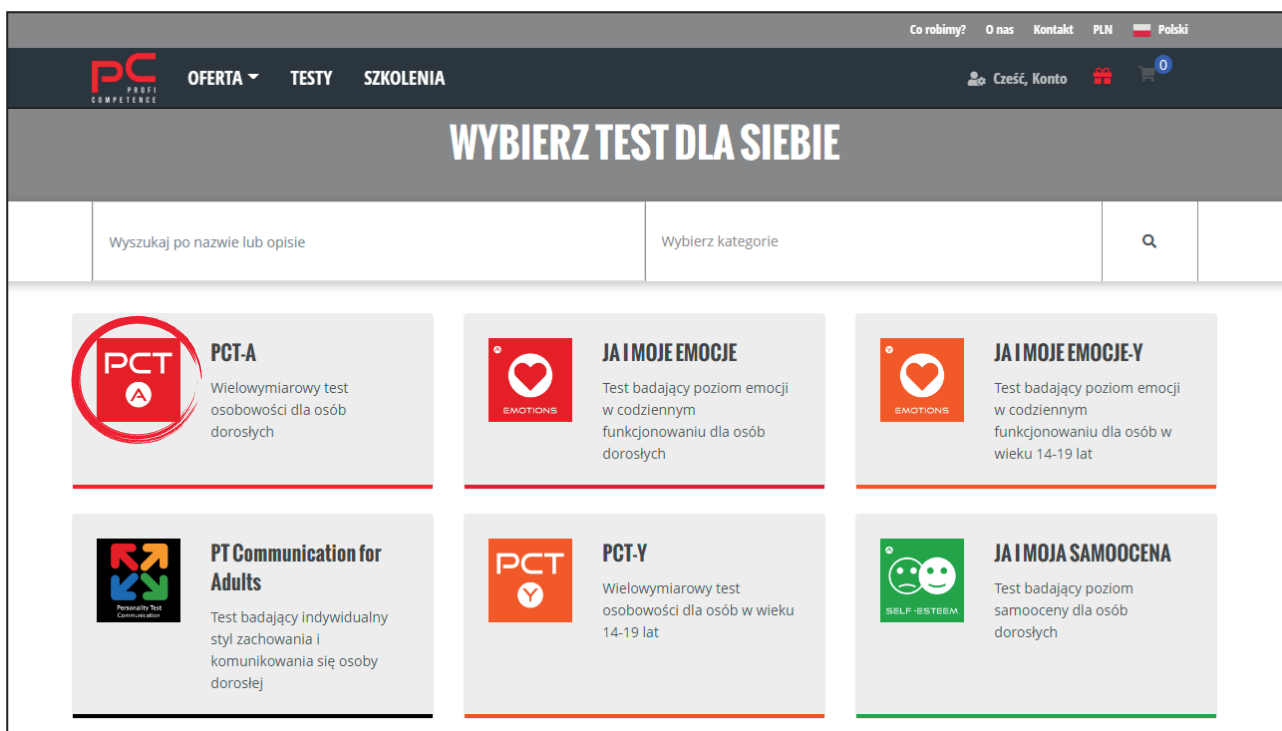 Co robimy? O nas Kontakt PLN Polski
PC
PROFI
COMPETENCE
OFERTA TESTY SZKOLENIA
Cześć, Konto 0
WYBIERZ TEST DLA SIEBIE
Wyszukaj po nazwie lub opisie
Wybierz kategorie
PCT
A
PCT-A
Wielowymiarowy test
osobowości dla osób
dorosłych
A
EMOTIONS
JA I MOJE EMOCJE
Test badający poziom emocji
w codziennym
funkcjonowaniu dla osób
dorosłych
Y
EMOTIONS
JA I MOJE EMOCJE-Y
Test badający poziom emocji
w codziennym
funkcjonowaniu dla osób w
wieku 14-19 lat
Personality Test
Communication
PT Communication for
Adults
Test badający indywidualny
styl zachowania i
komunikowania się osoby
dorosłej
PCT
Y
PCT-Y
Wielowymiarowy test
osobowości dla osób w wieku
14-19 lat
A
SELF-ESTEEM
JA I MOJA SAMOOCENA
Test badający poziom
samooceny dla osób
dorosłych